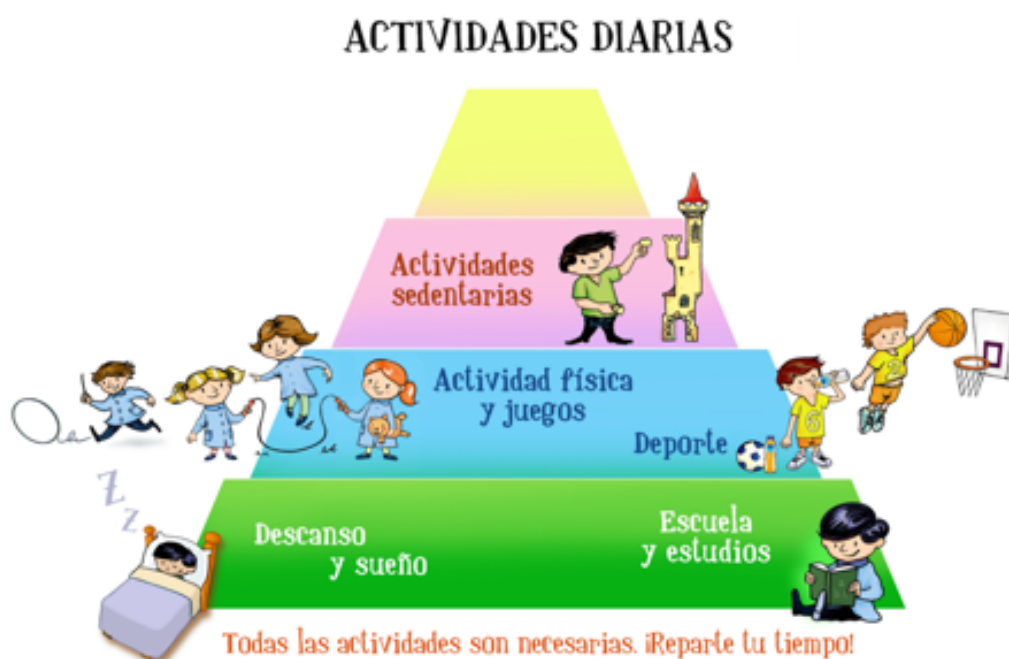 ACTIVIDADES DIARIAS
Actividades
sedentarias
Actividad física
y juegos
Deporte
Descanso
y sueño
Escuela
y estudios
Z
Z
6
Todas las actividades son necesarias. ¡Reparte tu tiempo!